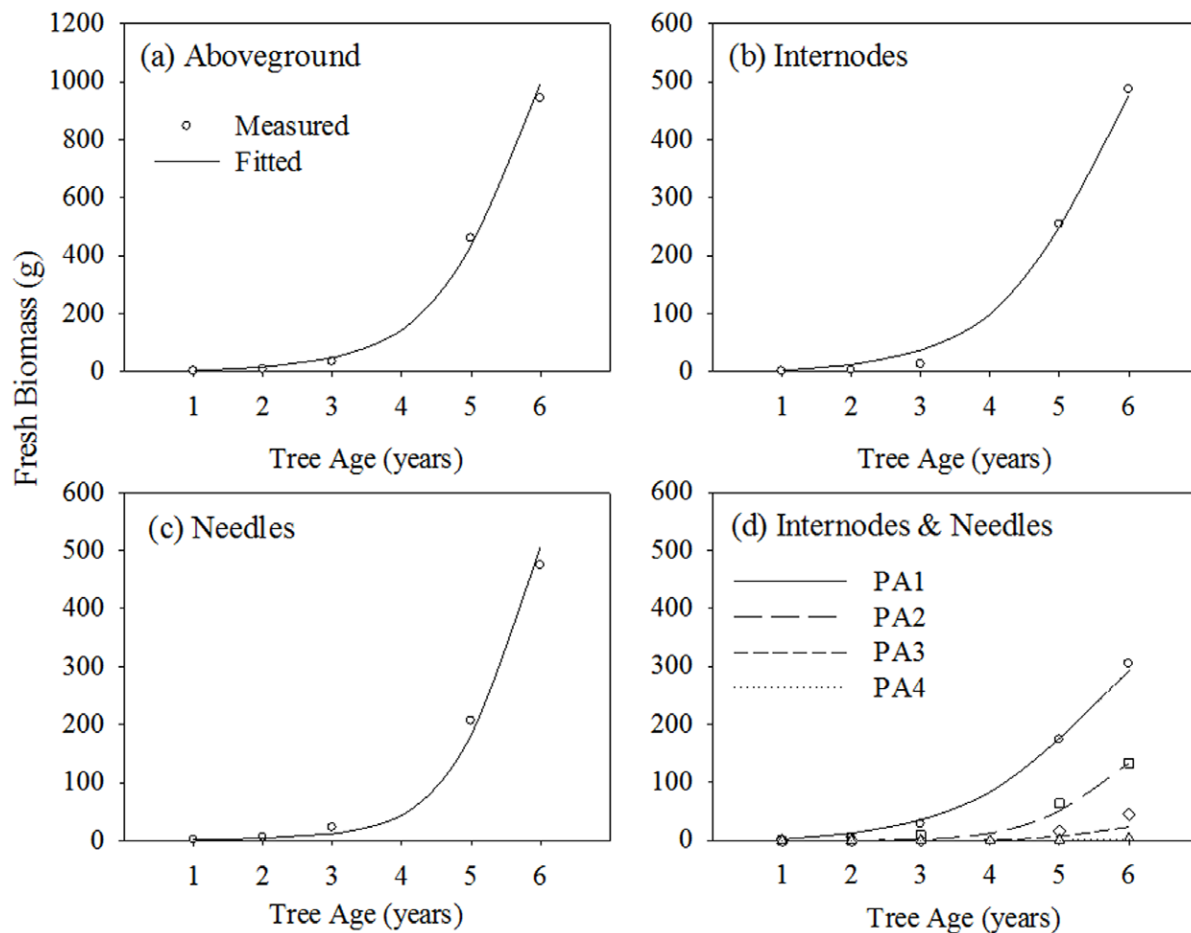 Fresh Biomass (g)
(a) Aboveground
Measured
Fitted
1200
1000
800
600
400
200
0
1 2 3 4 5 6
Tree Age (years)
(b) Internodes
600
500
400
300
200
100
0
1 2 3 4 5 6
Tree Age (years)
(c) Needles
600
500
400
300
200
100
0
1 2 3 4 5 6
Tree Age (years)
(d) Internodes & Needles
PA1
PA2
PA3
PA4
600
500
400
300
200
100
0
1 2 3 4 5 6
Tree Age (years)